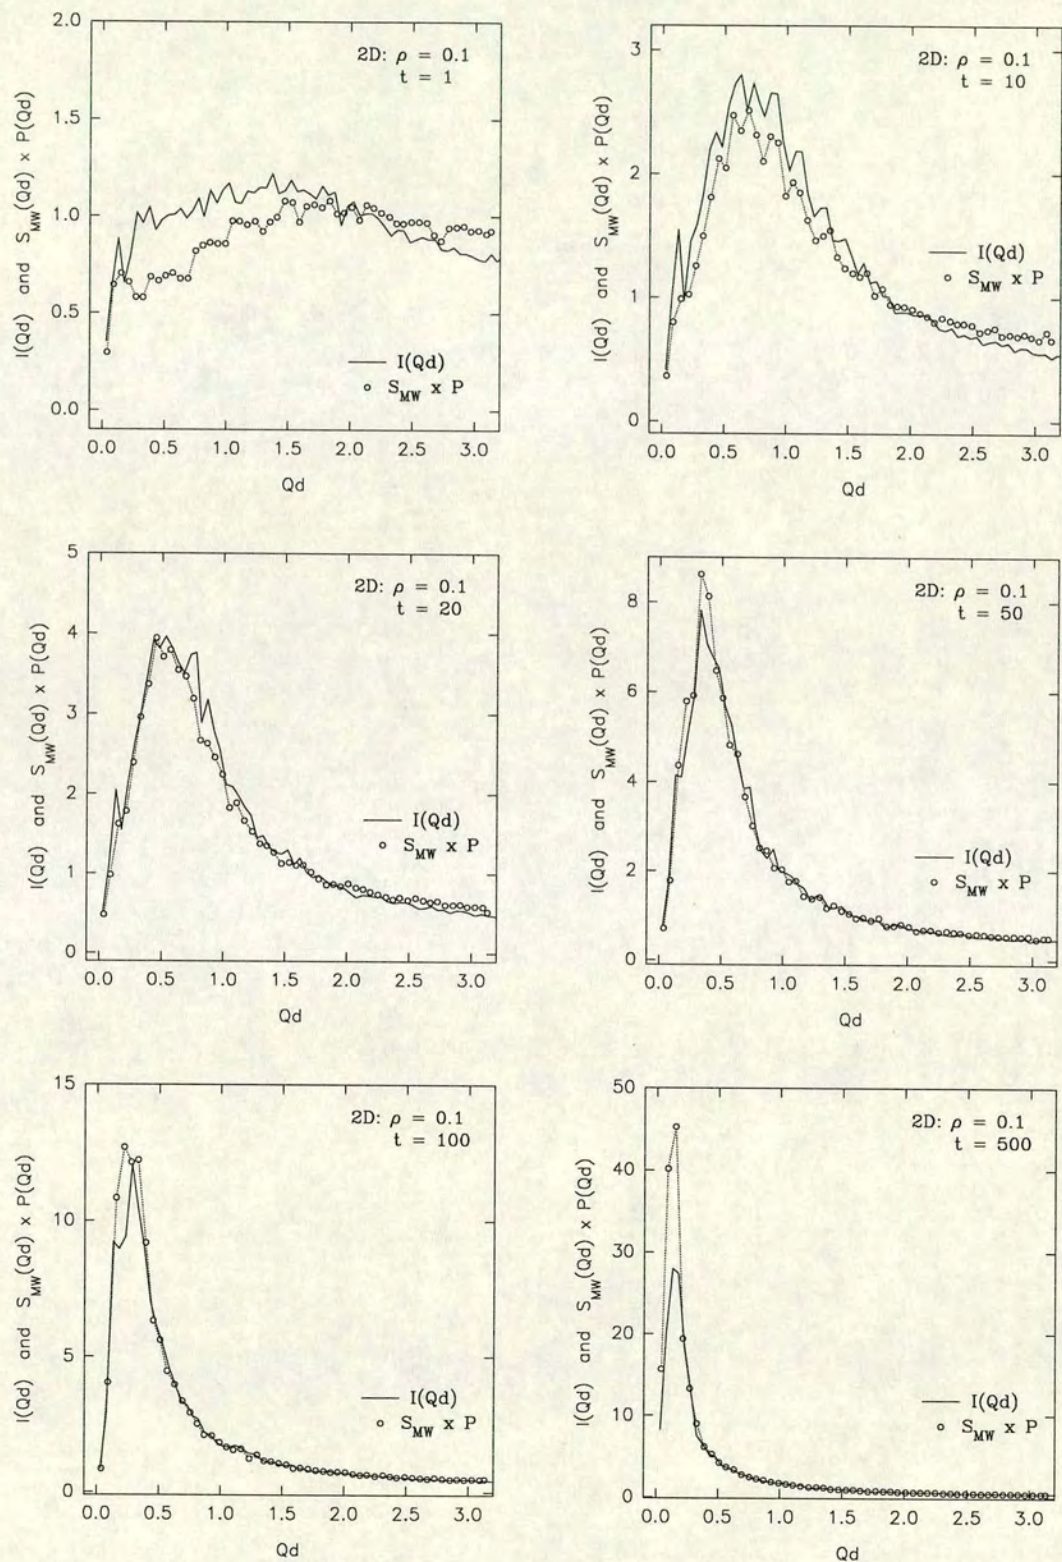 2D: ρ = 0.1
t = 1
I(Qd) and S_MW(Qd) x P(Qd)
2.0
1.5
1.0
0.5
0.0
I(Qd)
S_MW x P
0.0 0.5 1.0 1.5 2.0 2.5 3.0
Qd
2D: ρ = 0.1
t = 10
I(Qd) and S_MW(Qd) x P(Qd)
3
2
1
0
I(Qd)
S_MW x P
0.0 0.5 1.0 1.5 2.0 2.5 3.0
Qd
2D: ρ = 0.1
t = 20
I(Qd) and S_MW(Qd) x P(Qd)
5
4
3
2
1
0
I(Qd)
S_MW x P
0.0 0.5 1.0 1.5 2.0 2.5 3.0
Qd
2D: ρ = 0.1
t = 50
I(Qd) and S_MW(Qd) x P(Qd)
8
6
4
2
0
I(Qd)
S_MW x P
0.0 0.5 1.0 1.5 2.0 2.5 3.0
Qd
2D: ρ = 0.1
t = 100
I(Qd) and S_MW(Qd) x P(Qd)
15
10
5
0
I(Qd)
S_MW x P
0.0 0.5 1.0 1.5 2.0 2.5 3.0
Qd
2D: ρ = 0.1
t = 500
I(Qd) and S_MW(Qd) x P(Qd)
50
40
30
20
10
0
I(Qd)
S_MW x P
0.0 0.5 1.0 1.5 2.0 2.5 3.0
Qd